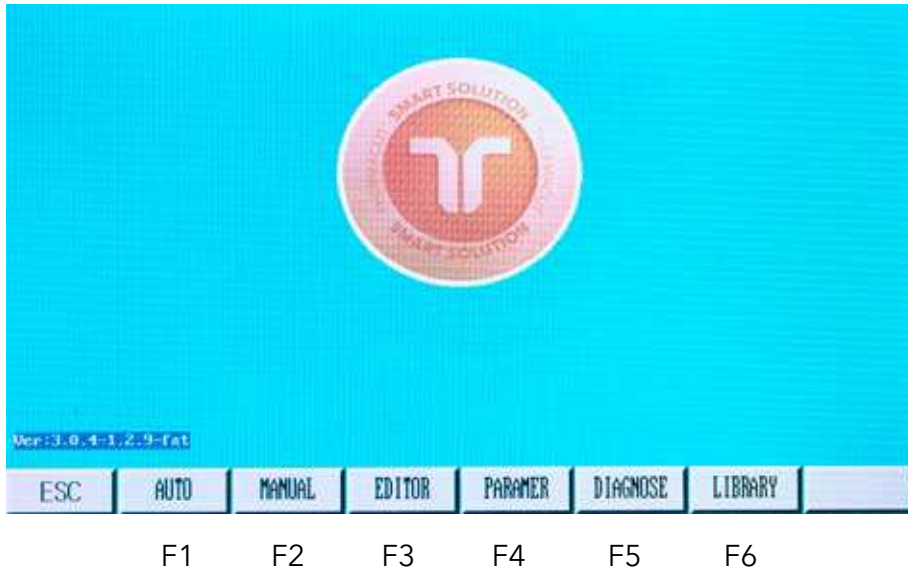 SMART SOLUTION
SMART SOLUTION
Ver:3.0.4-1.2.9-fat
ESC AUTO MANUAL EDITOR PARAMER DIAGNOSE LIBRARY
F1 F2 F3 F4 F5 F6